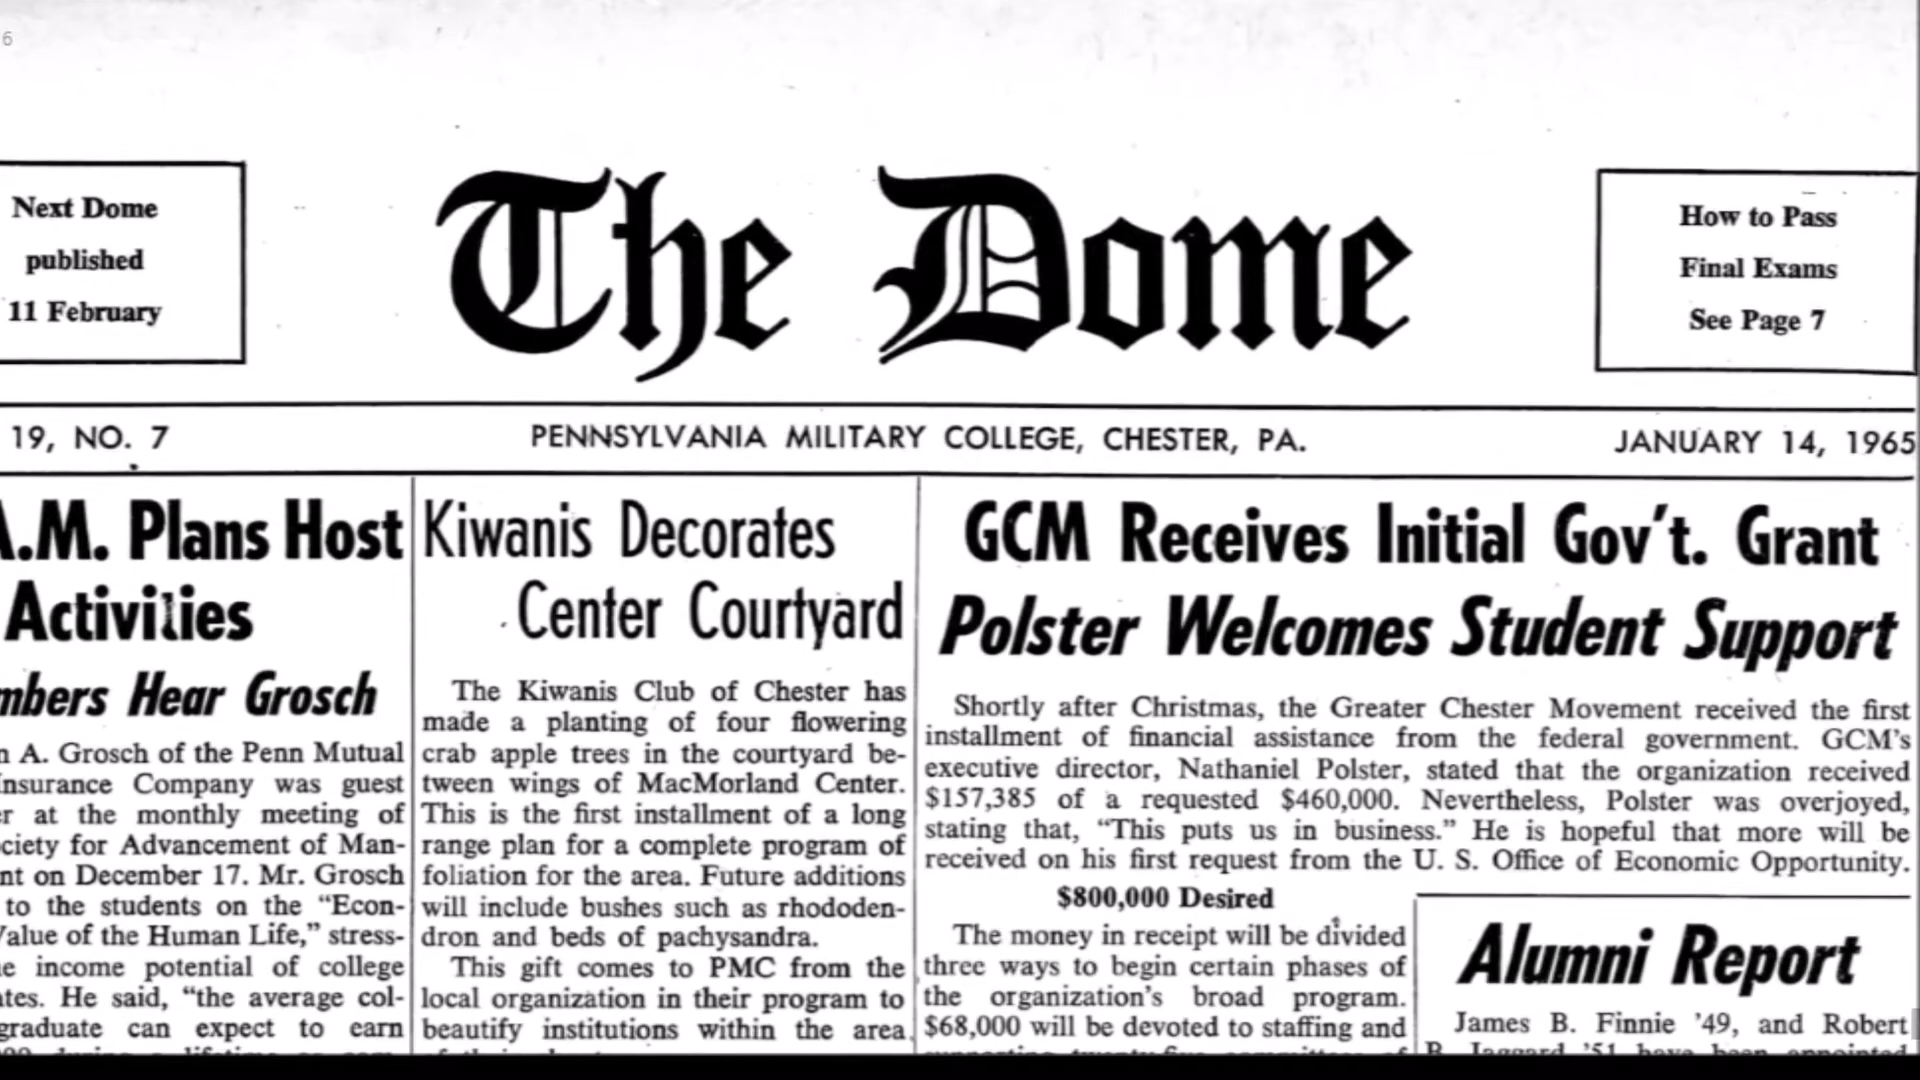 6
Next Dome
published
11 February
The Dome
How to Pass
Final Exams
See Page 7
19, NO. 7
PENNSYLVANIA MILITARY COLLEGE, CHESTER, PA.
JANUARY 14, 1965
A.M. Plans Host
Activities
Hear Grosch
A. Grosch of the Penn Mutual
Insurance Company was guest
at the monthly meeting of
for Advancement of Man-
on December 17. Mr. Grosch
to the students on the “Econ-
Value of the Human Life,” stress-
income potential of college
He said, “the average col-
graduate can expect to earn
Kiwanis Decorates
Center Courtyard
The Kiwanis Club of Chester has
made a planting of four flowering
crab apple trees in the courtyard be-
tween wings of MacMorland Center.
This is the first installment of a long
range plan for a complete program of
foliation for the area. Future additions
will include bushes such as rhododen-
dron and beds of pachysandra.
This gift comes to PMC from the
local organization in their program to
beautify institutions within the area
GCM Receives Initial Gov't. Grant
Polster Welcomes Student Support
Shortly after Christmas, the Greater Chester Movement received the first
installment of financial assistance from the federal government. GCM's
executive director, Nathaniel Polster, stated that the organization received
$157,385 of a requested $460,000. Nevertheless, Polster was overjoyed,
stating that, “This puts us in business.” He is hopeful that more will be
received on his first request from the U. S. Office of Economic Opportunity.
$800,000 Desired
The money in receipt will be divided
three ways to begin certain phases of
the organization's broad program.
$68,000 will be devoted to staffing and
Alumni Report
James B. Finnie '49, and Robert
B. Jaggard '51 have been appointed